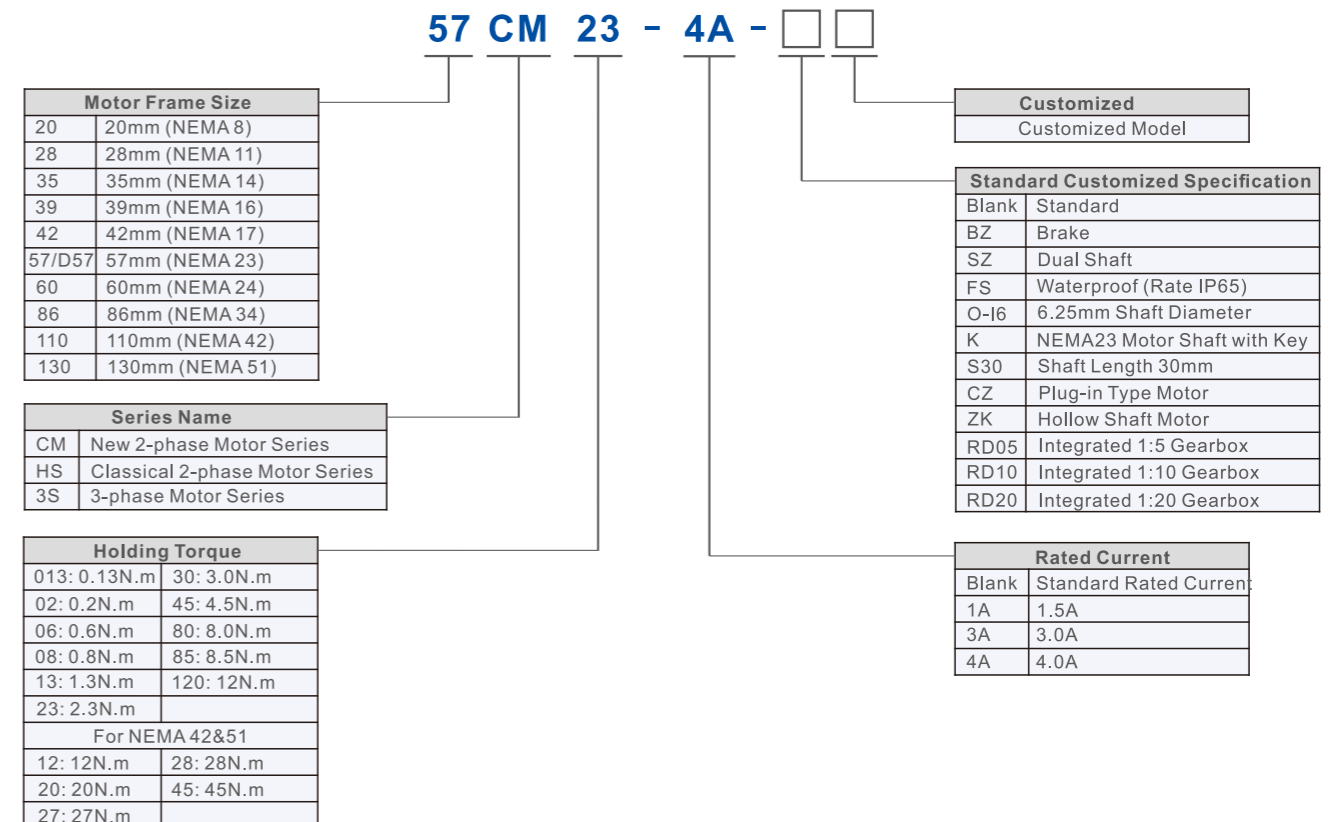 57 CM 23 - 4A - □ □
Motor Frame Size
20 20mm (NEMA 8)
28 28mm (NEMA 11)
35 35mm (NEMA 14)
39 39mm (NEMA 16)
42 42mm (NEMA 17)
57/D57 57mm (NEMA 23)
60 60mm (NEMA 24)
86 86mm (NEMA 34)
110 110mm (NEMA 42)
130 130mm (NEMA 51)
Series Name
CM New 2-phase Motor Series
HS Classical 2-phase Motor Series
3S 3-phase Motor Series
Holding Torque
013: 0.13N.m 30: 3.0N.m
02: 0.2N.m 45: 4.5N.m
06: 0.6N.m 80: 8.0N.m
08: 0.8N.m 85: 8.5N.m
13: 1.3N.m 120: 12N.m
23: 2.3N.m
For NEMA 42&51
12: 12N.m 28: 28N.m
20: 20N.m 45: 45N.m
27: 27N.m
Customized
Customized Model
Standard Customized Specification
Blank Standard
BZ Brake
SZ Dual Shaft
FS Waterproof (Rate IP65)
O-I6 6.25mm Shaft Diameter
K NEMA23 Motor Shaft with Key
S30 Shaft Length 30mm
CZ Plug-in Type Motor
ZK Hollow Shaft Motor
RD05 Integrated 1:5 Gearbox
RD10 Integrated 1:10 Gearbox
RD20 Integrated 1:20 Gearbox
Rated Current
Blank Standard Rated Current
1A 1.5A
3A 3.0A
4A 4.0A